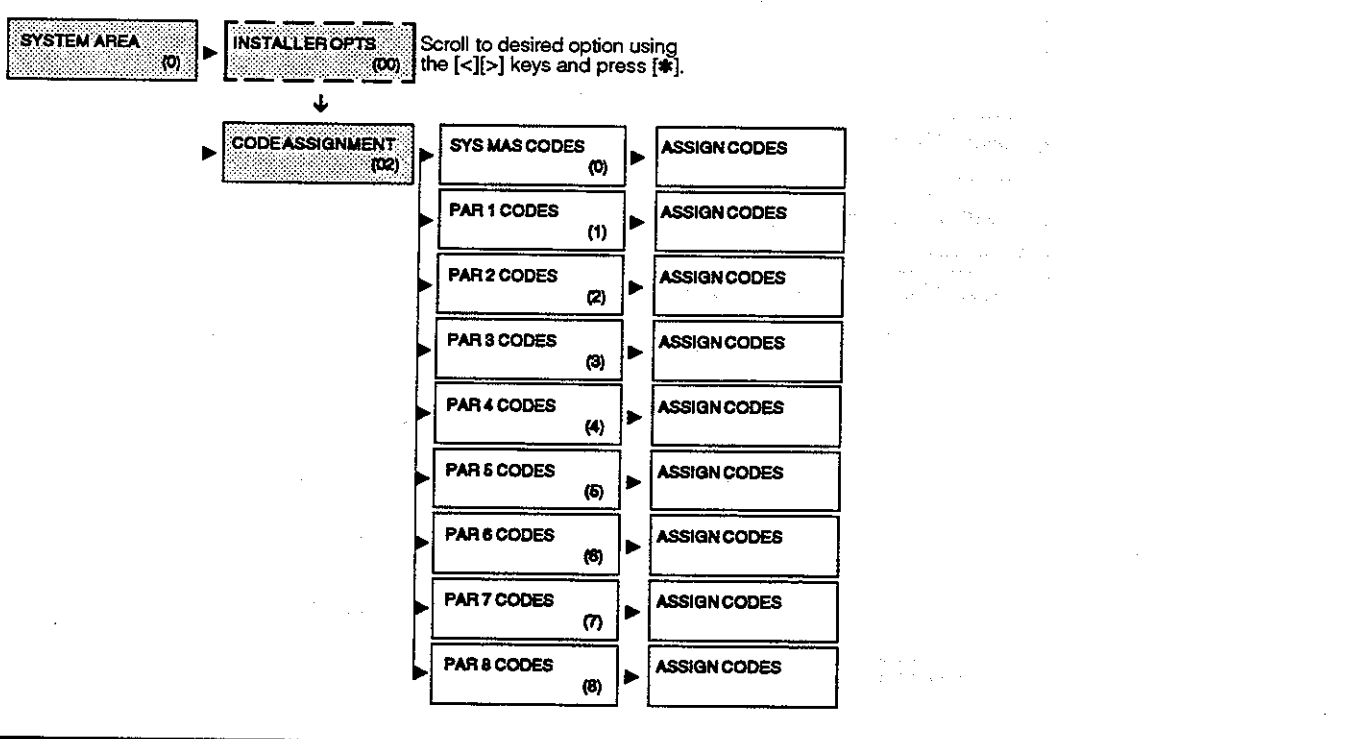 SYSTEM AREA
(0)
INSTALLER OPTS
(00)
Scroll to desired option using
the [<][>] keys and press [✱].
CODE ASSIGNMENT
(02)
SYS MAS CODES
(0)
ASSIGN CODES
PAR 1 CODES
(1)
ASSIGN CODES
PAR 2 CODES
(2)
ASSIGN CODES
PAR 3 CODES
(3)
ASSIGN CODES
PAR 4 CODES
(4)
ASSIGN CODES
PAR 5 CODES
(5)
ASSIGN CODES
PAR 6 CODES
(6)
ASSIGN CODES
PAR 7 CODES
(7)
ASSIGN CODES
PAR 8 CODES
(8)
ASSIGN CODES